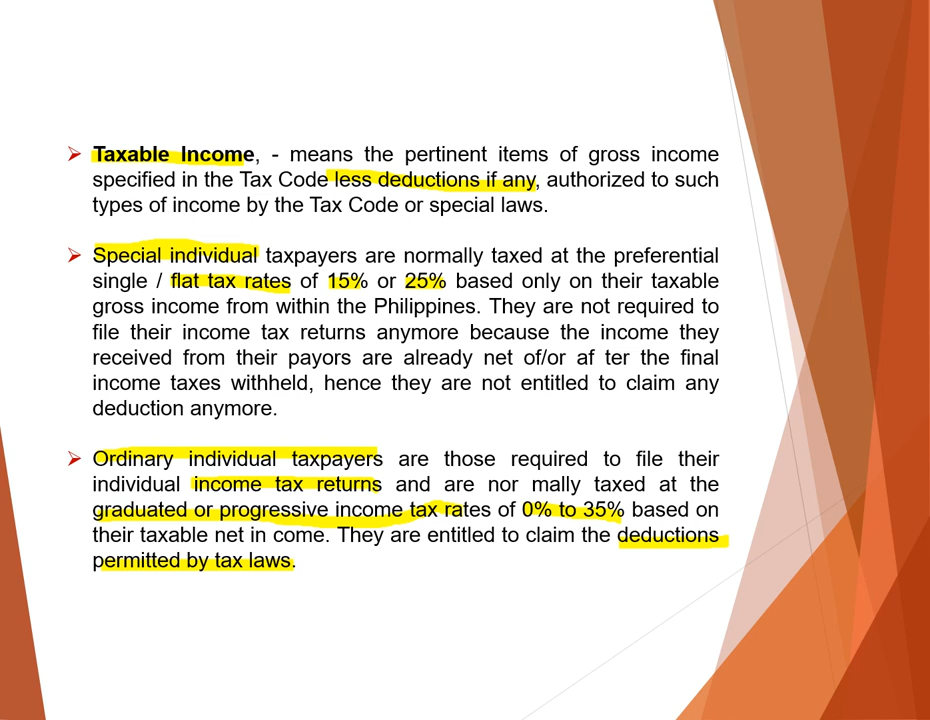 Taxable Income, - means the pertinent items of gross income
specified in the Tax Code less deductions if any, authorized to such
types of income by the Tax Code or special laws.
Special individual taxpayers are normally taxed at the preferential
single / flat tax rates of 15% or 25% based only on their taxable
gross income from within the Philippines. They are not required to
file their income tax returns anymore because the income they
received from their payors are already net of/or af ter the final
income taxes withheld, hence they are not entitled to claim any
deduction anymore.
Ordinary individual taxpayers are those required to file their
individual income tax returns and are nor mally taxed at the
graduated or progressive income tax rates of 0% to 35% based on
their taxable net in come. They are entitled to claim the deductions
permitted by tax laws.